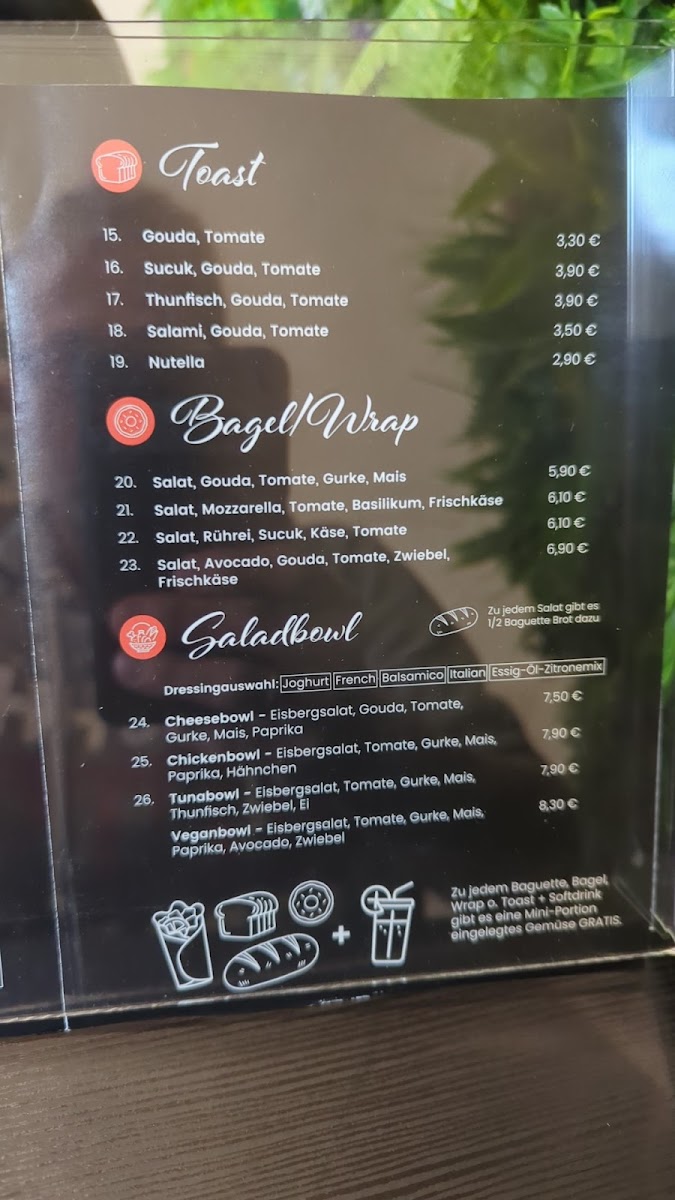 Toast
15. Gouda, Tomate 3,30 €
16. Sucuk, Gouda, Tomate 3,90 €
17. Thunfisch, Gouda, Tomate 3,90 €
18. Salami, Gouda, Tomate 3,50 €
19. Nutella 2,90 €
Bagel/Wrap
20. Salat, Gouda, Tomate, Gurke, Mais 5,90 €
21. Salat, Mozzarella, Tomate, Basilikum, Frischkäse 6,10 €
22. Salat, Rührei, Sucuk, Käse, Tomate 6,10 €
23. Salat, Avocado, Gouda, Tomate, Zwiebel, 6,90 €
Frischkäse
Saladbowl
Zu jedem Salat gibt es
1/2 Baguette Brot dazu
Dressingauswahl: Joghurt French Balsamico Italian Essig-Öl-Zitronemix
24. Cheesebowl - Eisbergsalat, Gouda, Tomate, 7,50 €
Gurke, Mais, Paprika
25. Chickenbowl - Eisbergsalat, Tomate, Gurke, Mais, 7,90 €
Paprika, Hähnchen
26. Tunabowl - Eisbergsalat, Tomate, Gurke, Mais, 7,90 €
Thunfisch, Zwiebel, Ei
Veganbowl - Eisbergsalat, Tomate, Gurke, Mais, 8,30 €
Paprika, Avocado, Zwiebel
Zu jedem Baguette, Bagel,
Wrap o. Toast + Softdrink
gibt es eine Mini-Portion
eingelegtes Gemüse GRATIS.